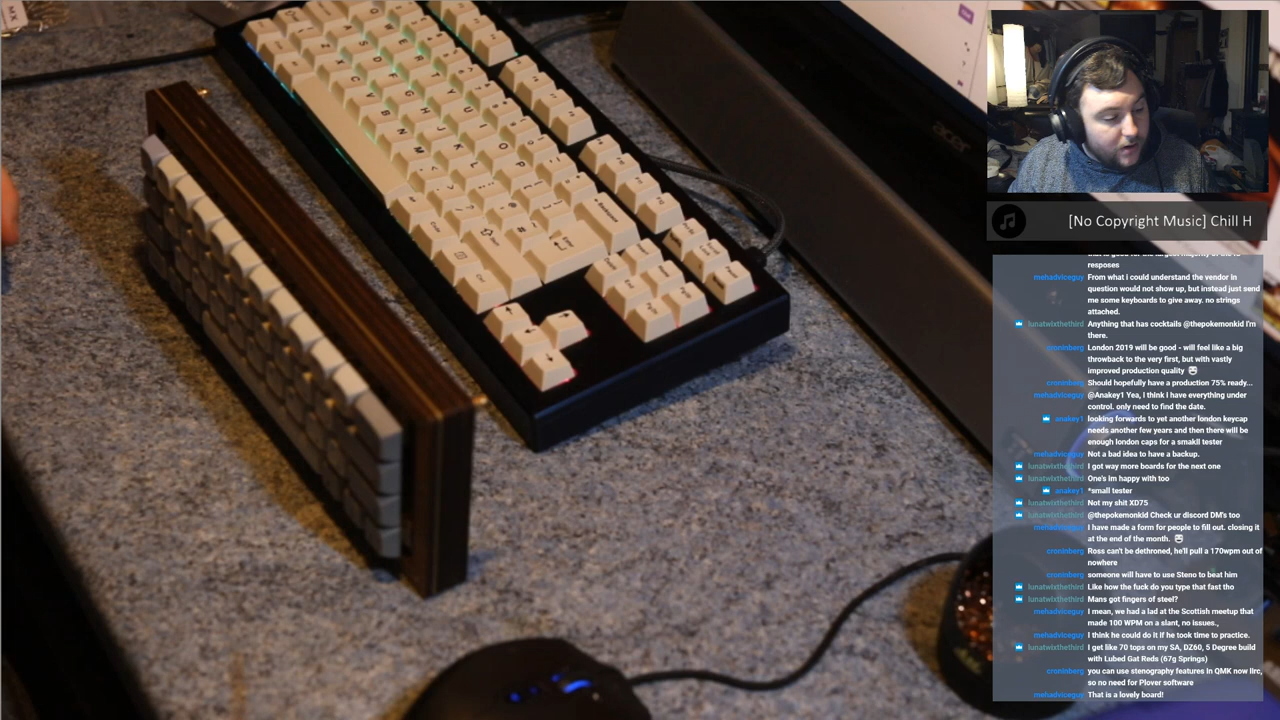 acer
[No Copyright Music] Chill H
resposes
mehadviceguy From what i could understand the vendor in
question would not show up, but instead just send
me some keyboards to give away. no strings
attached.
lunatwixthethird Anything that has cocktails @thepokemonkid I'm
there.
croninberg London 2019 will be good - will feel like a big
throwback to the very first, but with vastly
improved production quality
croninberg Should hopefully have a production 75% ready...
mehadviceguy @Anakey1 Yea, I think I have everything under
control. only need to find the date.
anakey1 looking forwards to yet another london keycap
needs another few years and then there will be
enough london caps for a smakll tester
mehadviceguy Not a bad idea to have a backup.
lunatwixthethird I got way more boards for the next one
lunatwixthethird One's im happy with too
anakey1 *small tester
lunatwixthethird Not my shit XD75
lunatwixthethird @thepokemonkid Check ur discord DM's too
mehadviceguy I have made a form for people to fill out. closing it
at the end of the month.
croninberg Ross can't be dethroned, he'll pull a 170wpm out of
nowhere
croninberg someone will have to use Steno to beat him
lunatwixthethird Like how the fuck do you type that fast tho
lunatwixthethird Mans got fingers of steel?
mehadviceguy I mean, we had a lad at the Scottish meetup that
made 100 WPM on a slant, no issues.,
mehadviceguy I think he could do it if he took time to practice.
lunatwixthethird I get like 70 tops on my SA, DZ60, 5 Degree build
with Lubed Gat Reds (67g Springs)
croninberg you can use stenography features in QMK now iirc,
so no need for Plover software
mehadviceguy That is a lovely board!